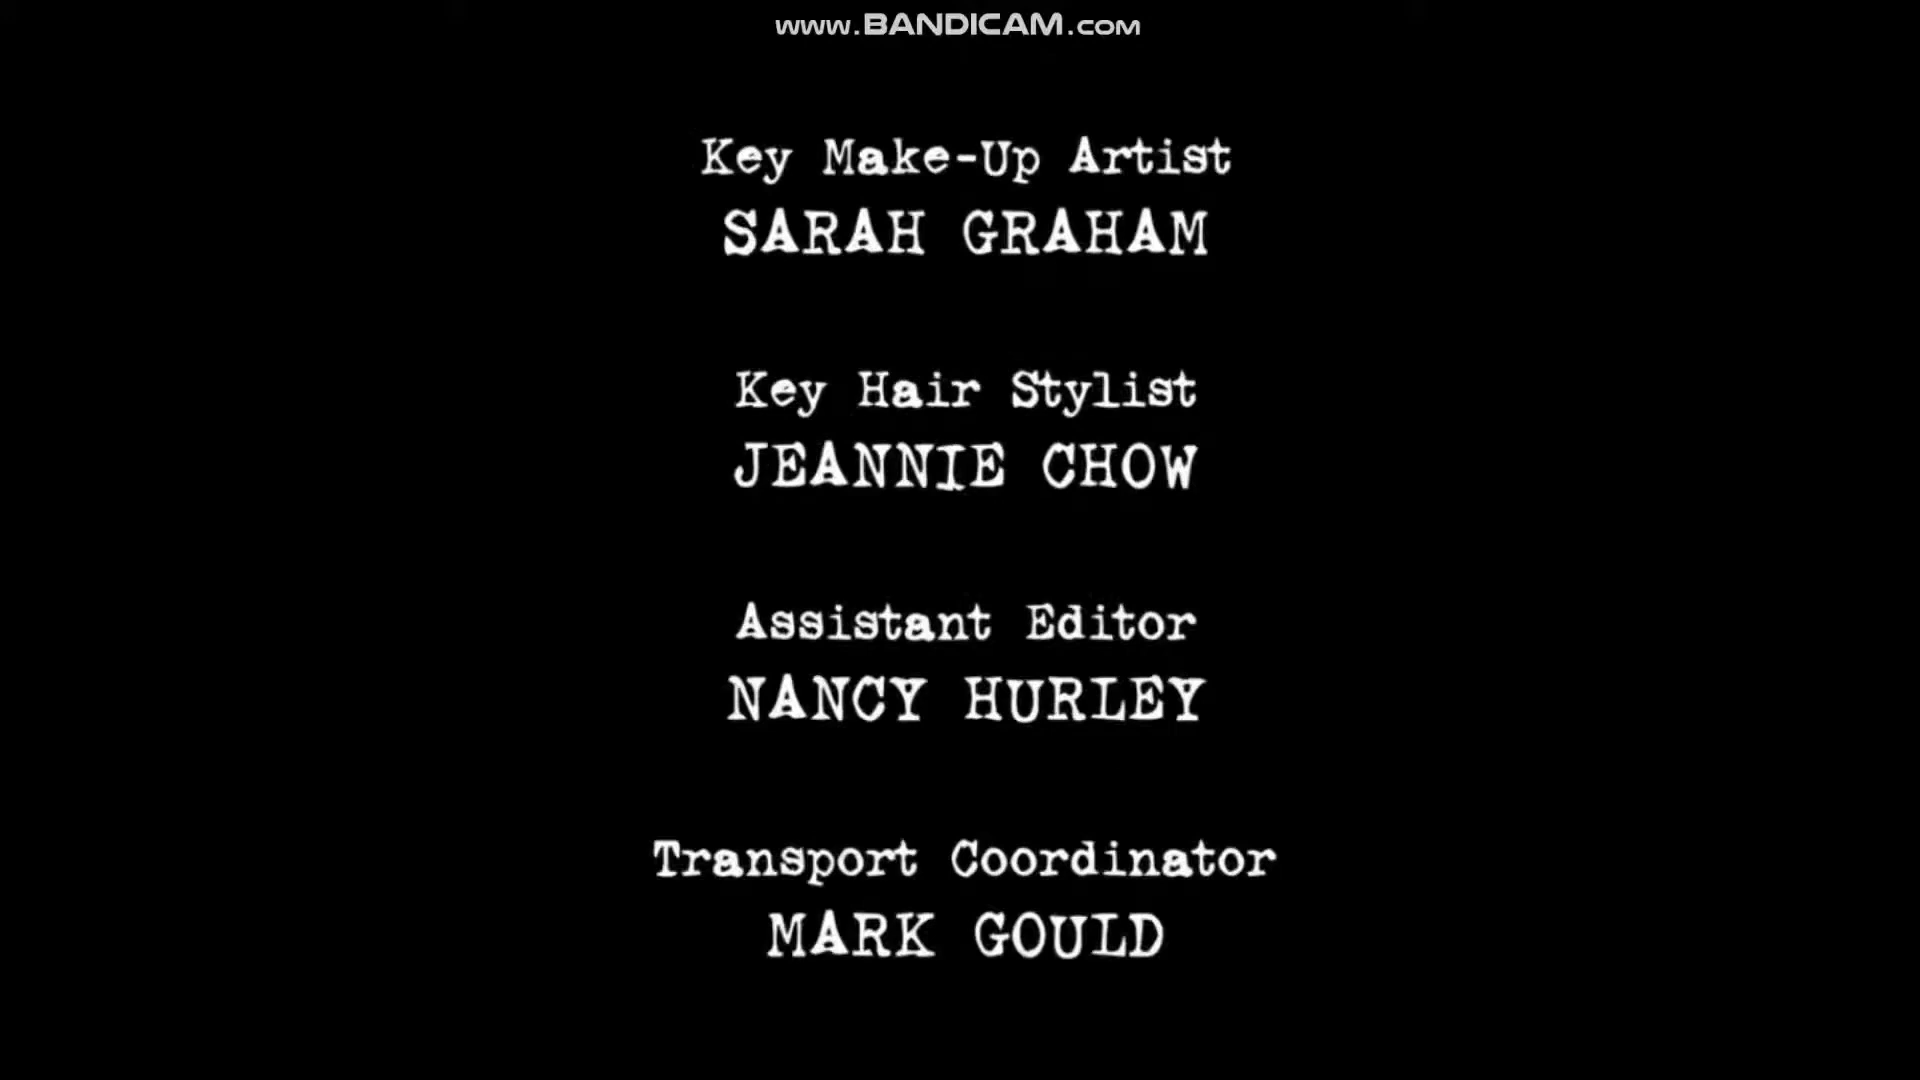 www.BANDICAM.com
Key Make-Up Artist
SARAH GRAHAM
Key Hair Stylist
JEANNIE CHOW
Assistant Editor
NANCY HURLEY
Transport Coordinator
MARK GOULD